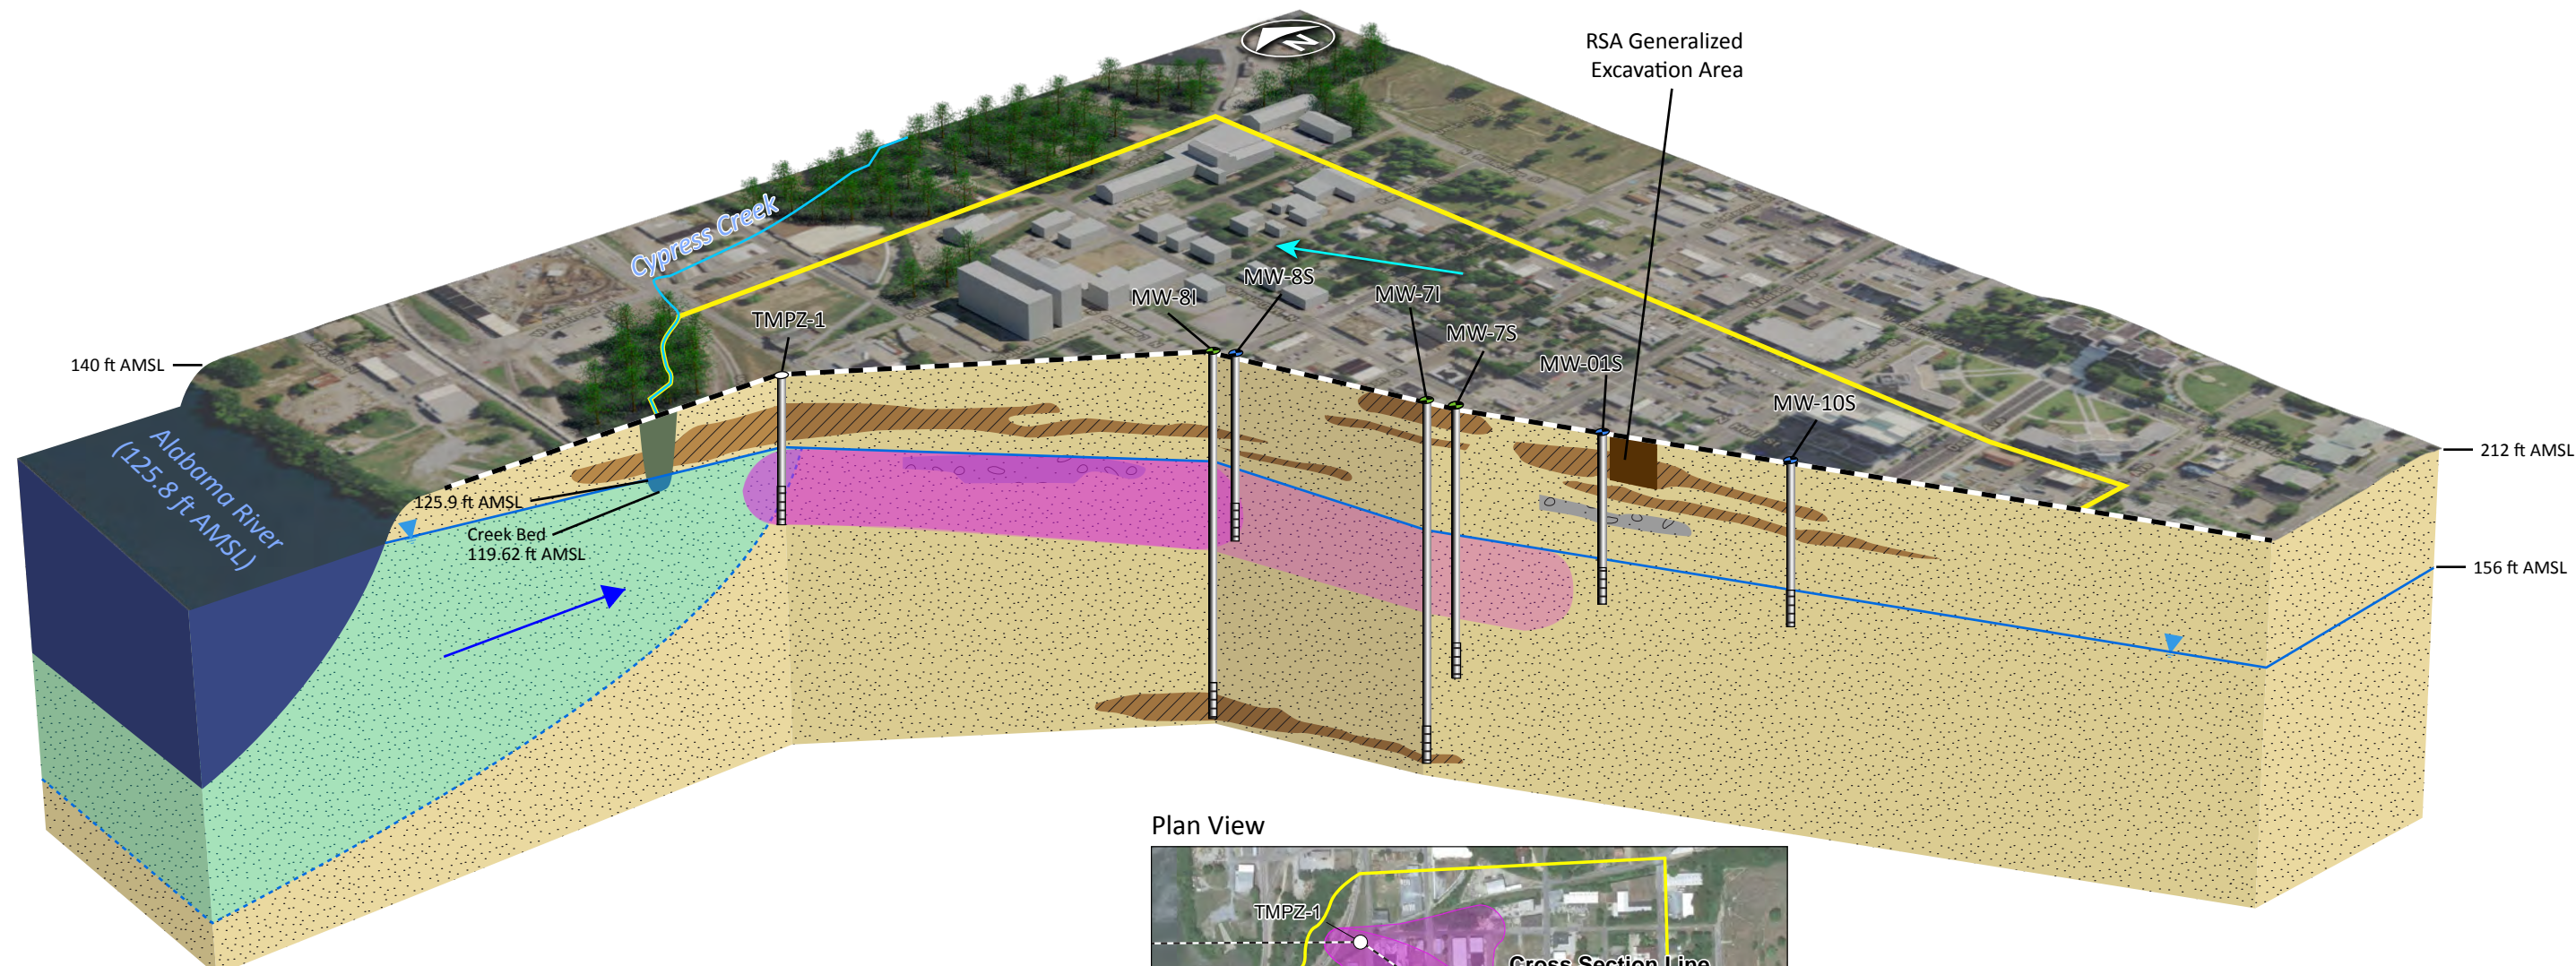 N
RSA Generalized
Excavation Area
Cypress Creek
MW-8S
MW-8I
MW-7I
TMPZ-1
MW-7S
MW-01S
140 ft AMSL
MW-10S
212 ft AMSL
Alabama River
(125.8 ft AMSL)
125.9 ft AMSL
Creek Bed
119.62 ft AMSL
156 ft AMSL
Plan View
TMPZ-1
Cross Section Line